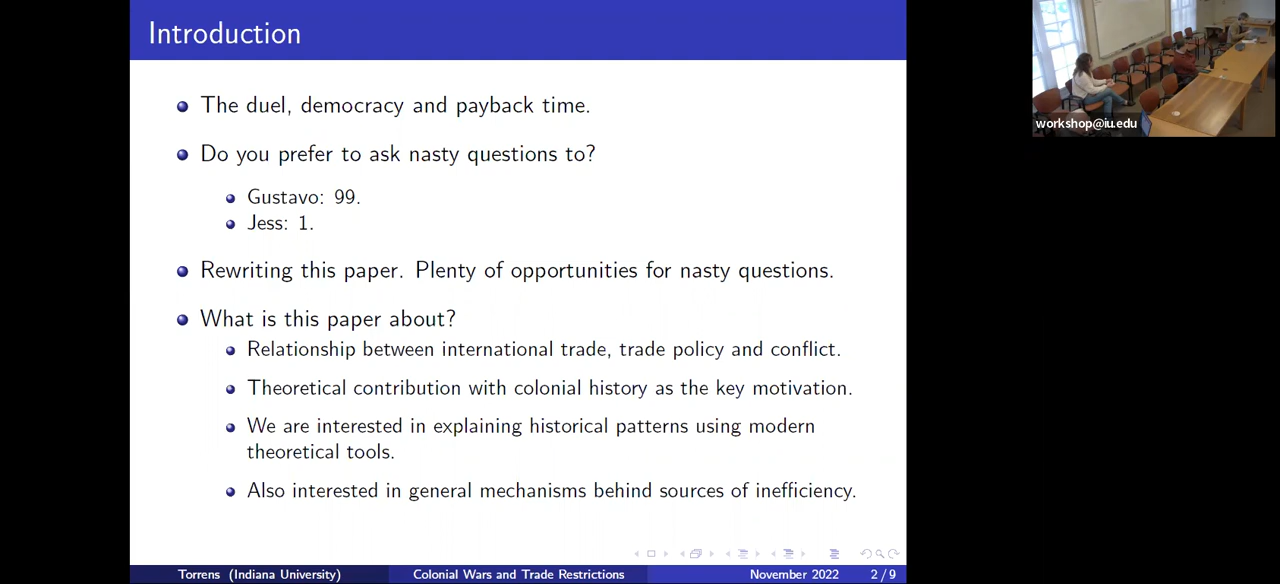 Introduction
The duel, democracy and payback time.
Do you prefer to ask nasty questions to?
Gustavo: 99.
Jess: 1.
Rewriting this paper. Plenty of opportunities for nasty questions.
What is this paper about?
Relationship between international trade, trade policy and conflict.
Theoretical contribution with colonial history as the key motivation.
We are interested in explaining historical patterns using modern
theoretical tools.
Also interested in general mechanisms behind sources of inefficiency.
Torrens (Indiana University)
Colonial Wars and Trade Restrictions
November 2022
2 / 9
workshop@iu.edu